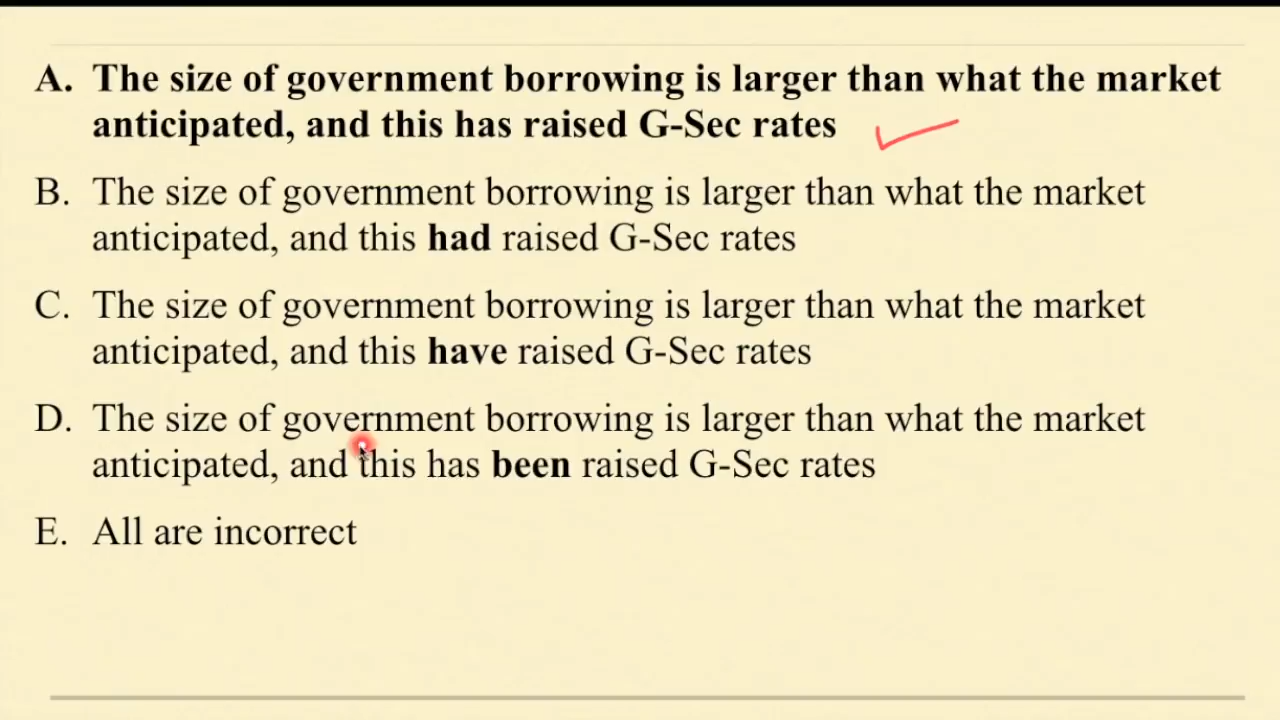 A. The size of government borrowing is larger than what the market
anticipated, and this has raised G-Sec rates
B. The size of government borrowing is larger than what the market
anticipated, and this had raised G-Sec rates
C. The size of government borrowing is larger than what the market
anticipated, and this have raised G-Sec rates
D. The size of government borrowing is larger than what the market
anticipated, and this has been raised G-Sec rates
E. All are incorrect